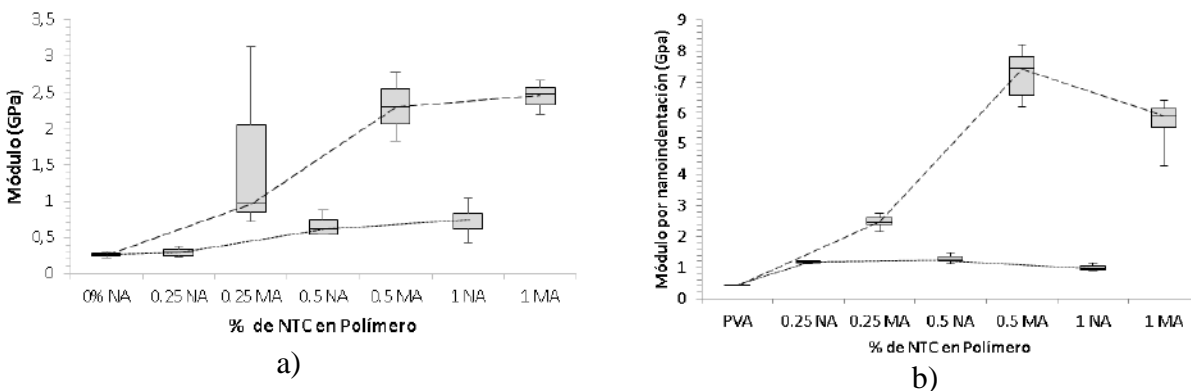 3,5
3
2,5
2
1,5
1
0,5
0
Módulo (GPa)
0% NA 0.25 NA 0.25 MA 0.5 NA 0.5 MA 1 NA 1 MA
% de NTC en Polímero
a)
9
8
7
6
5
4
3
2
1
0
Módulo por nanoindentación (Gpa)
PVA 0.25 NA 0.25 MA 0.5 NA 0.5 MA 1 NA 1 MA
% de NTC en Polímero
b)